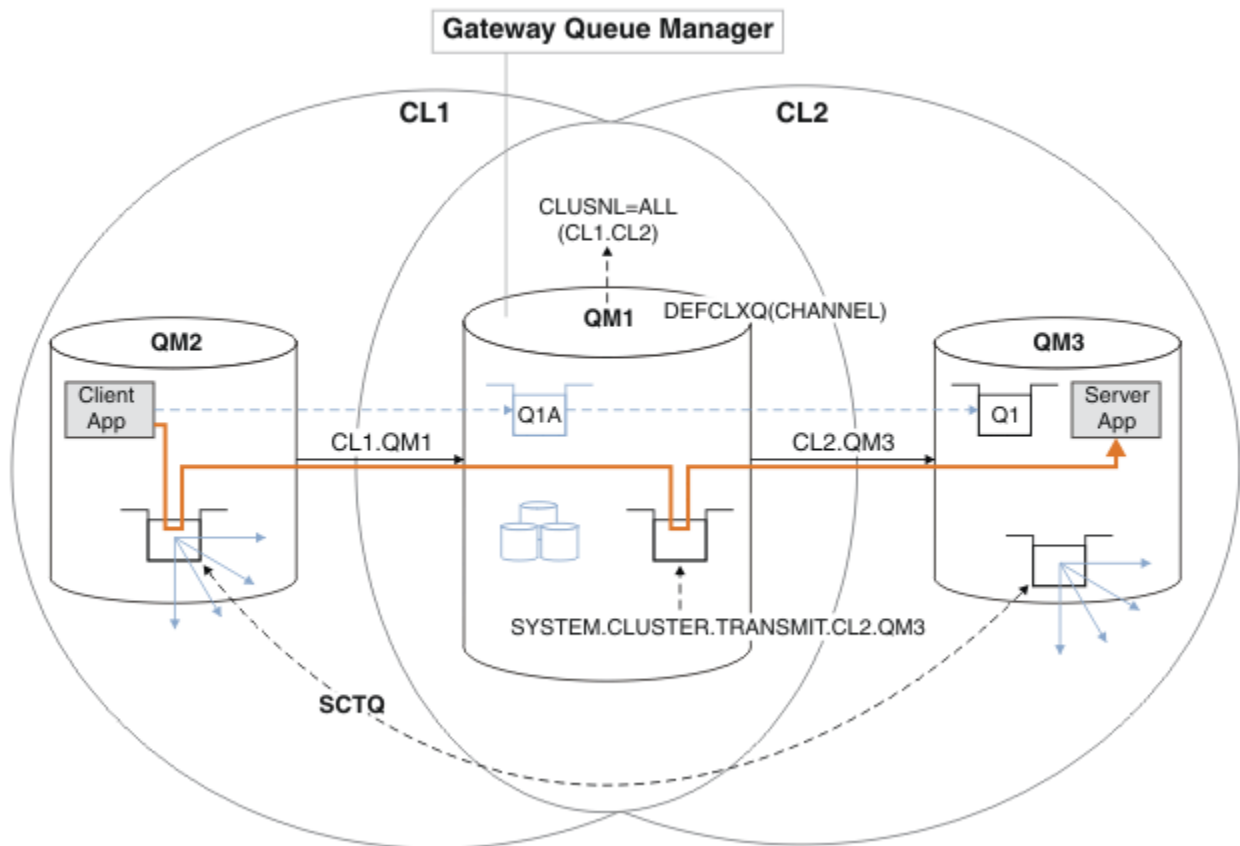 Gateway Queue Manager
CL1
CL2
CLUSNL=ALL
(CL1.CL2)
QM2
QM1
DEFCLXQ(CHANNEL)
QM3
Client
App
Q1A
Q1
Server
App
CL1.QM1
CL2.QM3
SYSTEM.CLUSTER.TRANSMIT.CL2.QM3
SCTQ